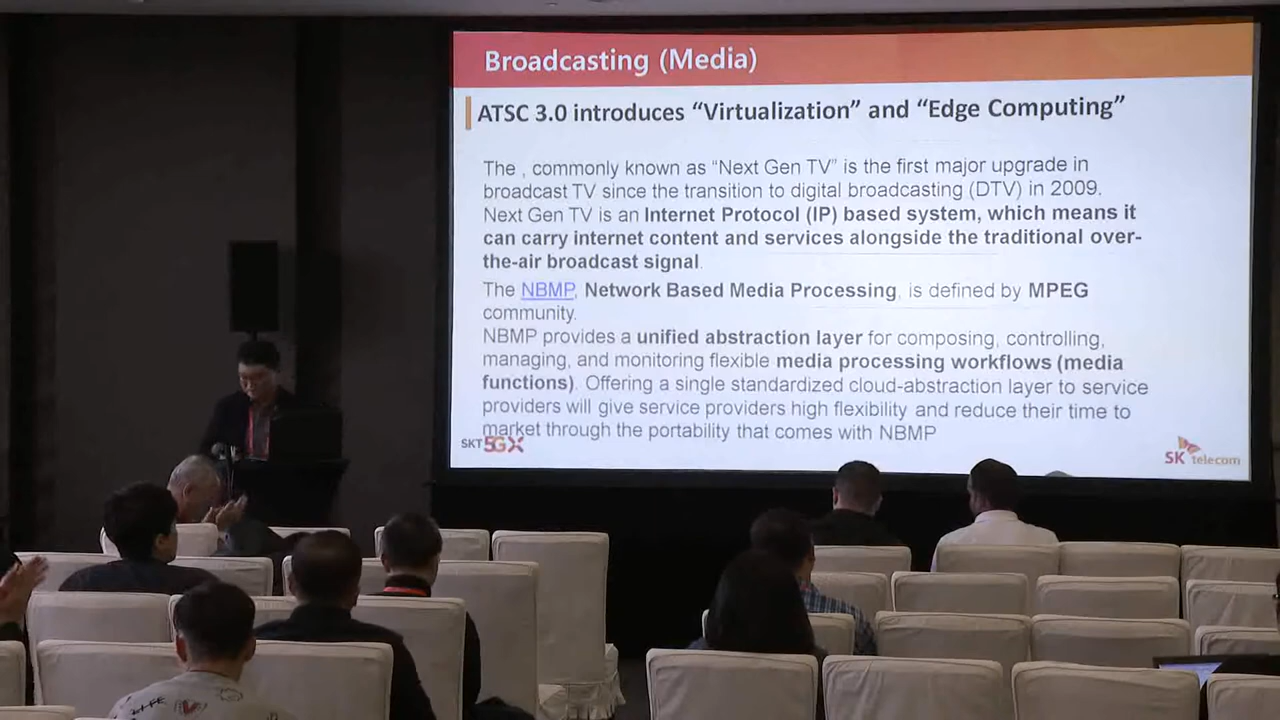 Broadcasting (Media)
ATSC 3.0 introduces “Virtualization” and “Edge Computing”
The , commonly known as “Next Gen TV” is the first major upgrade in
broadcast TV since the transition to digital broadcasting (DTV) in 2009.
Next Gen TV is an Internet Protocol (IP) based system, which means it
can carry internet content and services alongside the traditional over-
the-air broadcast signal.
The NBMP, Network Based Media Processing, is defined by MPEG
community.
NBMP provides a unified abstraction layer for composing, controlling,
managing, and monitoring flexible media processing workflows (media
functions). Offering a single standardized cloud-abstraction layer to service
providers will give service providers high flexibility and reduce their time to
market through the portability that comes with NBMP
SKT 5GX
SK telecom